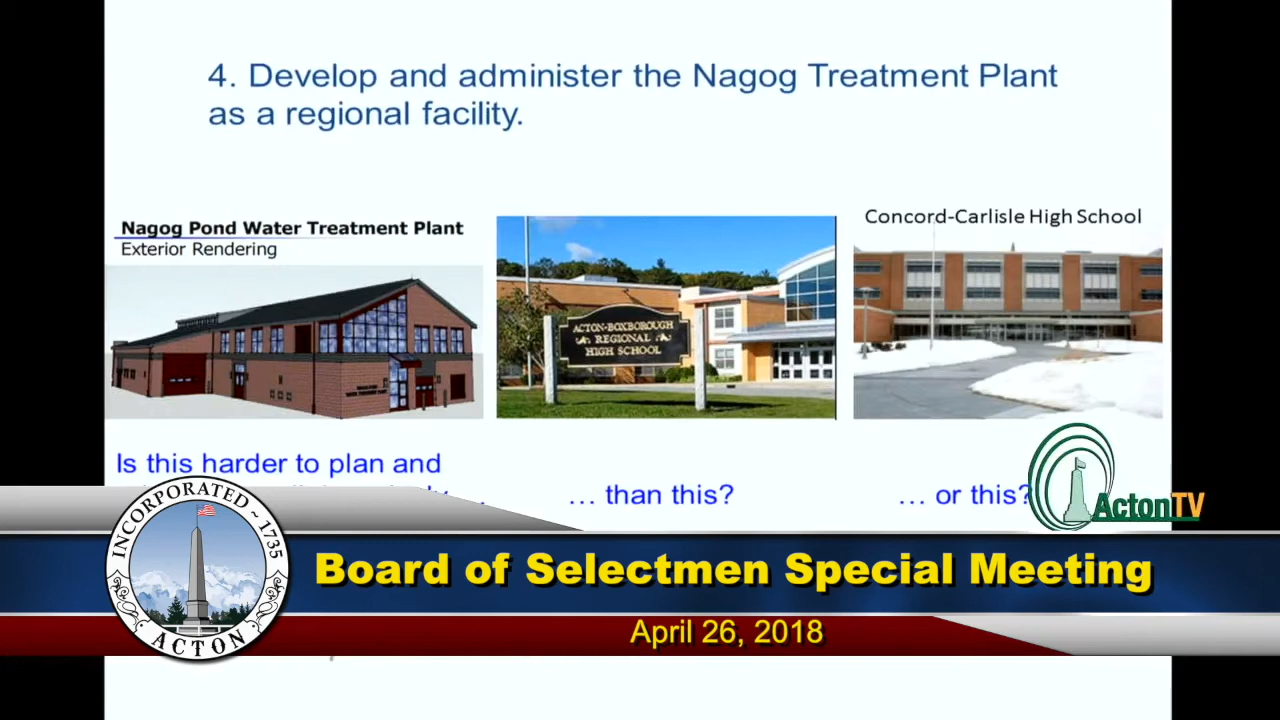 4. Develop and administer the Nagog Treatment Plant
as a regional facility.
Nagog Pond Water Treatment Plant
Exterior Rendering
ACTON-BOXBOROUGH
REGIONAL
HIGH SCHOOL
Concord-Carlisle High School
Is this harder to plan and
… than this?
… or this?
ActonTV
INCORPORATED ~ 1735
ACTON
Board of Selectmen Special Meeting
April 26, 2018